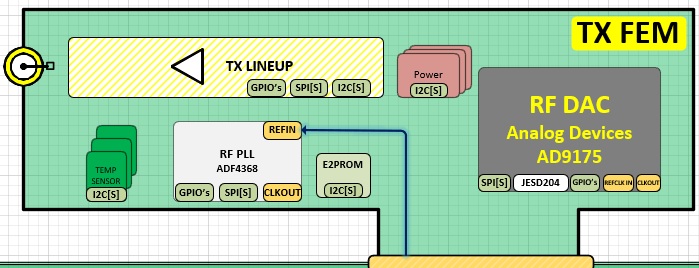 TX FEM
TX LINEUP
GPIO's SPI[S] I2C[S]
Power
I2C[S]
RF DAC
Analog Devices
AD9175
SPI[S] JESD204 GPIO's REFCLK IN CLKOUT
REFIN
RF PLL
ADF4368
GPIO's SPI[S] CLKOUT
TEMP
SENSOR
I2C[S]
E2PROM
I2C[S]